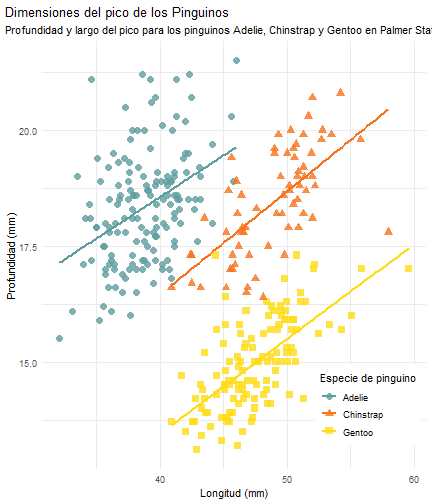 Dimensiones del pico de los Pinguinos
Profundidad y largo del pico para los pinguinos Adelie, Chinstrap y Gentoo en Palmer Sta
Profundidad (mm)
20.0
17.5
15.0
Especie de pinguino
Adelie
Chinstrap
Gentoo
40
50
60
Longitud (mm)